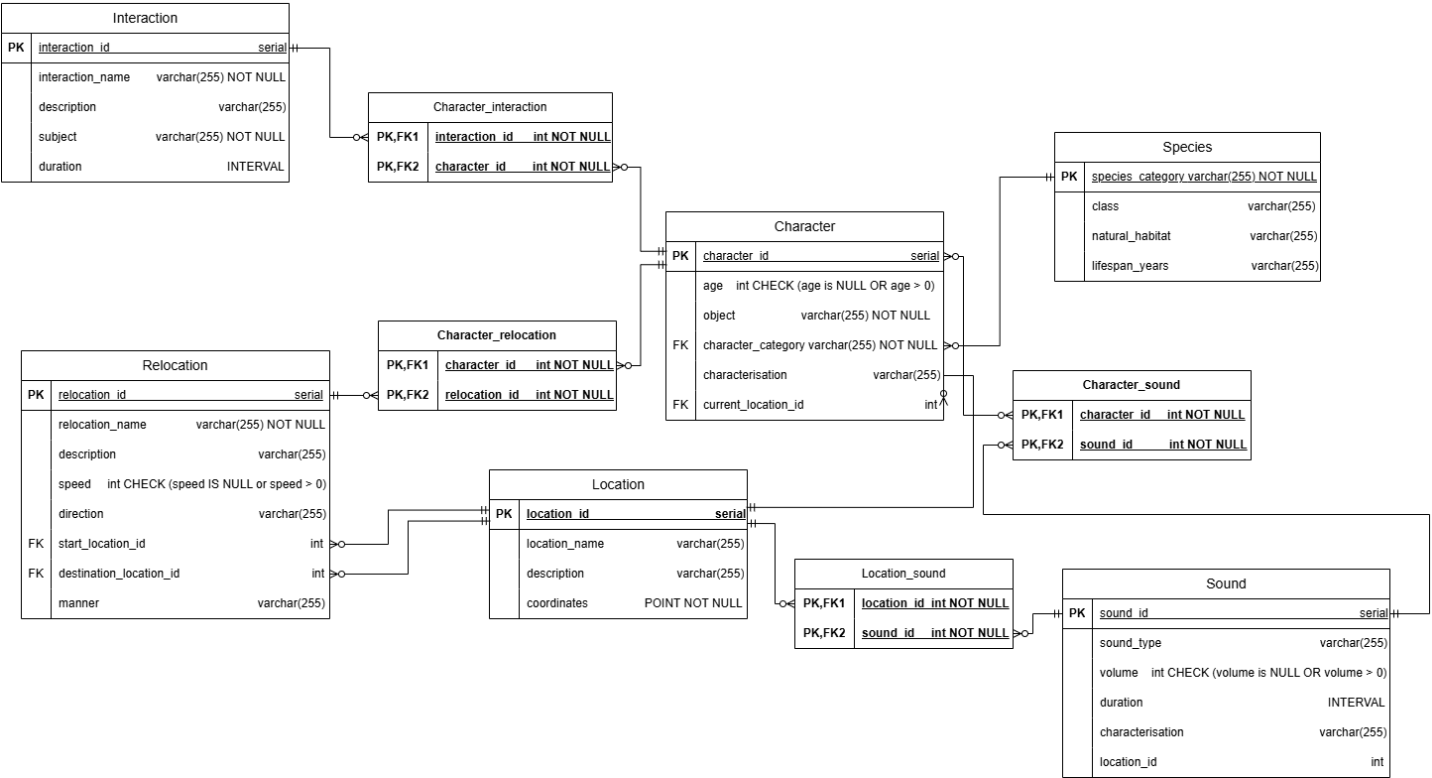 Interaction
PK interaction_id serial
interaction_name varchar(255) NOT NULL
description varchar(255)
subject varchar(255) NOT NULL
duration INTERVAL
Character_interaction
PK,FK1 interaction_id int NOT NULL
PK,FK2 character_id int NOT NULL
Species
PK species_category varchar(255) NOT NULL
class varchar(255)
natural_habitat varchar(255)
lifespan_years varchar(255)
Character
PK character_id serial
age int CHECK (age is NULL OR age > 0)
object varchar(255) NOT NULL
FK character_category varchar(255) NOT NULL
characterisation varchar(255)
FK current_location_id int
Character_relocation
PK,FK1 character_id int NOT NULL
PK,FK2 relocation_id int NOT NULL
Relocation
PK relocation_id serial
relocation_name varchar(255) NOT NULL
description varchar(255)
speed int CHECK (speed IS NULL or speed > 0)
direction varchar(255)
FK start_location_id int
FK destination_location_id int
manner varchar(255)
Character_sound
PK,FK1 character_id int NOT NULL
PK,FK2 sound_id int NOT NULL
Location
PK location_id serial
location_name varchar(255)
description varchar(255)
coordinates POINT NOT NULL
Location_sound
PK,FK1 location_id int NOT NULL
PK,FK2 sound_id int NOT NULL
Sound
PK sound_id serial
sound_type varchar(255)
volume int CHECK (volume is NULL OR volume > 0)
duration INTERVAL
characterisation varchar(255)
location_id int